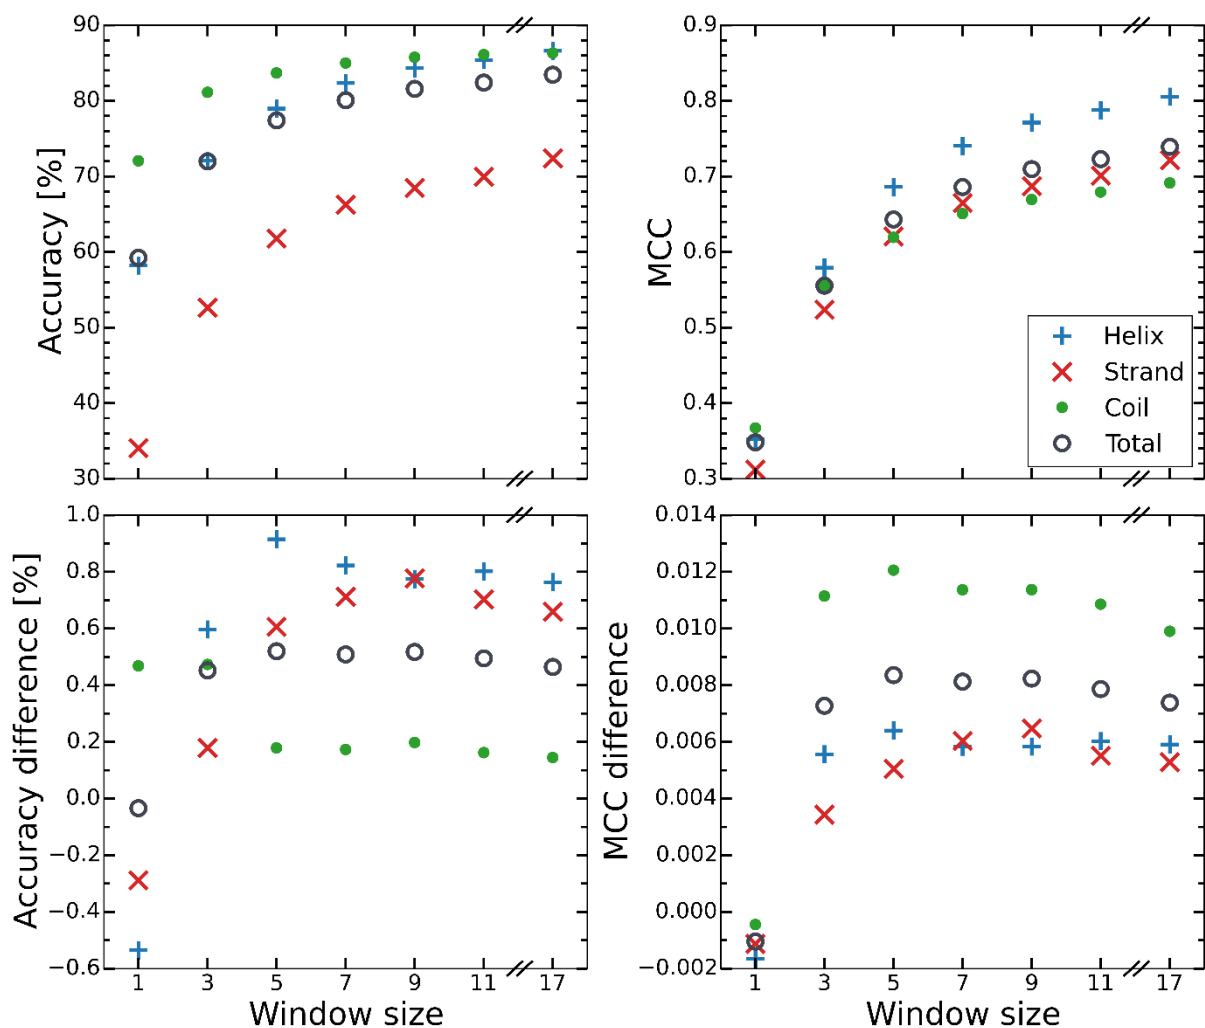 90
80
70
60
50
40
30
Accuracy [%]
0.9
0.8
0.7
0.6
0.5
0.4
0.3
MCC
Helix
Strand
Coil
Total
1.0
0.8
0.6
0.4
0.2
0.0
−0.2
−0.4
−0.6
Accuracy difference [%]
1 3 5 7 9 11 17
Window size
0.014
0.012
0.010
0.008
0.006
0.004
0.002
0.000
−0.002
MCC difference
1 3 5 7 9 11 17
Window size